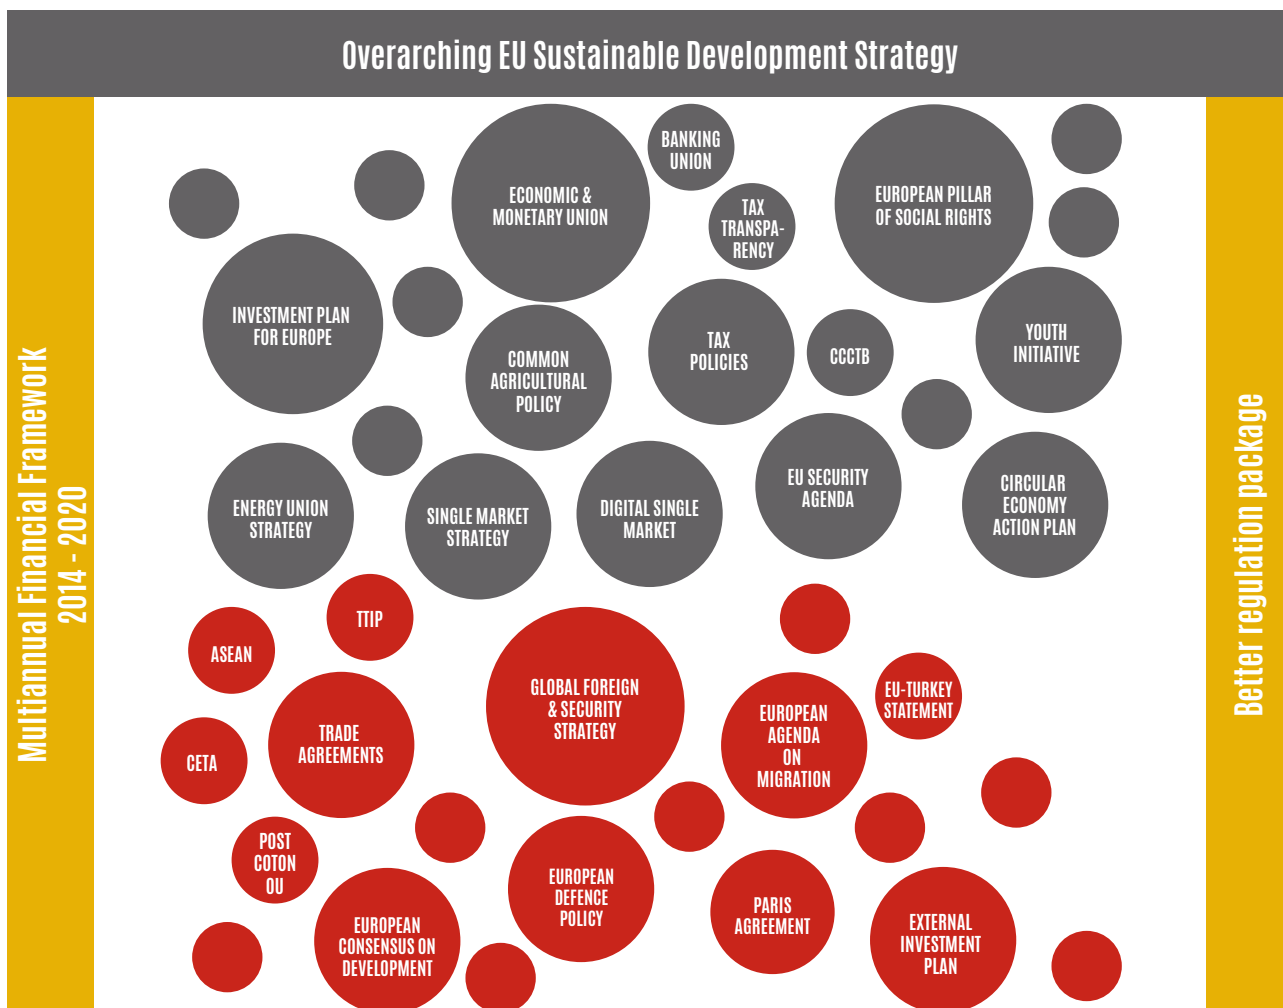 Overarching EU Sustainable Development Strategy
Multiannual Financial Framework
2014 - 2020
BANKING
UNION
ECONOMIC &
MONETARY UNION
EUROPEAN PILLAR
OF SOCIAL RIGHTS
TAX
TRANSPA-
RENCY
INVESTMENT PLAN
FOR EUROPE
COMMON
AGRICULTURAL
POLICY
TAX
POLICIES
CCCTB
YOUTH
INITIATIVE
ENERGY UNION
STRATEGY
SINGLE MARKET
STRATEGY
DIGITAL SINGLE
MARKET
EU SECURITY
AGENDA
CIRCULAR
ECONOMY
ACTION PLAN
TTIP
ASEAN
GLOBAL FOREIGN
& SECURITY
STRATEGY
EU-TURKEY
STATEMENT
TRADE
AGREEMENTS
EUROPEAN
AGENDA
ON
MIGRATION
CETA
POST
COTON
OU
EUROPEAN
CONSENSUS ON
DEVELOPMENT
EUROPEAN
DEFENCE
POLICY
PARIS
AGREEMENT
EXTERNAL
INVESTMENT
PLAN
Better regulation package